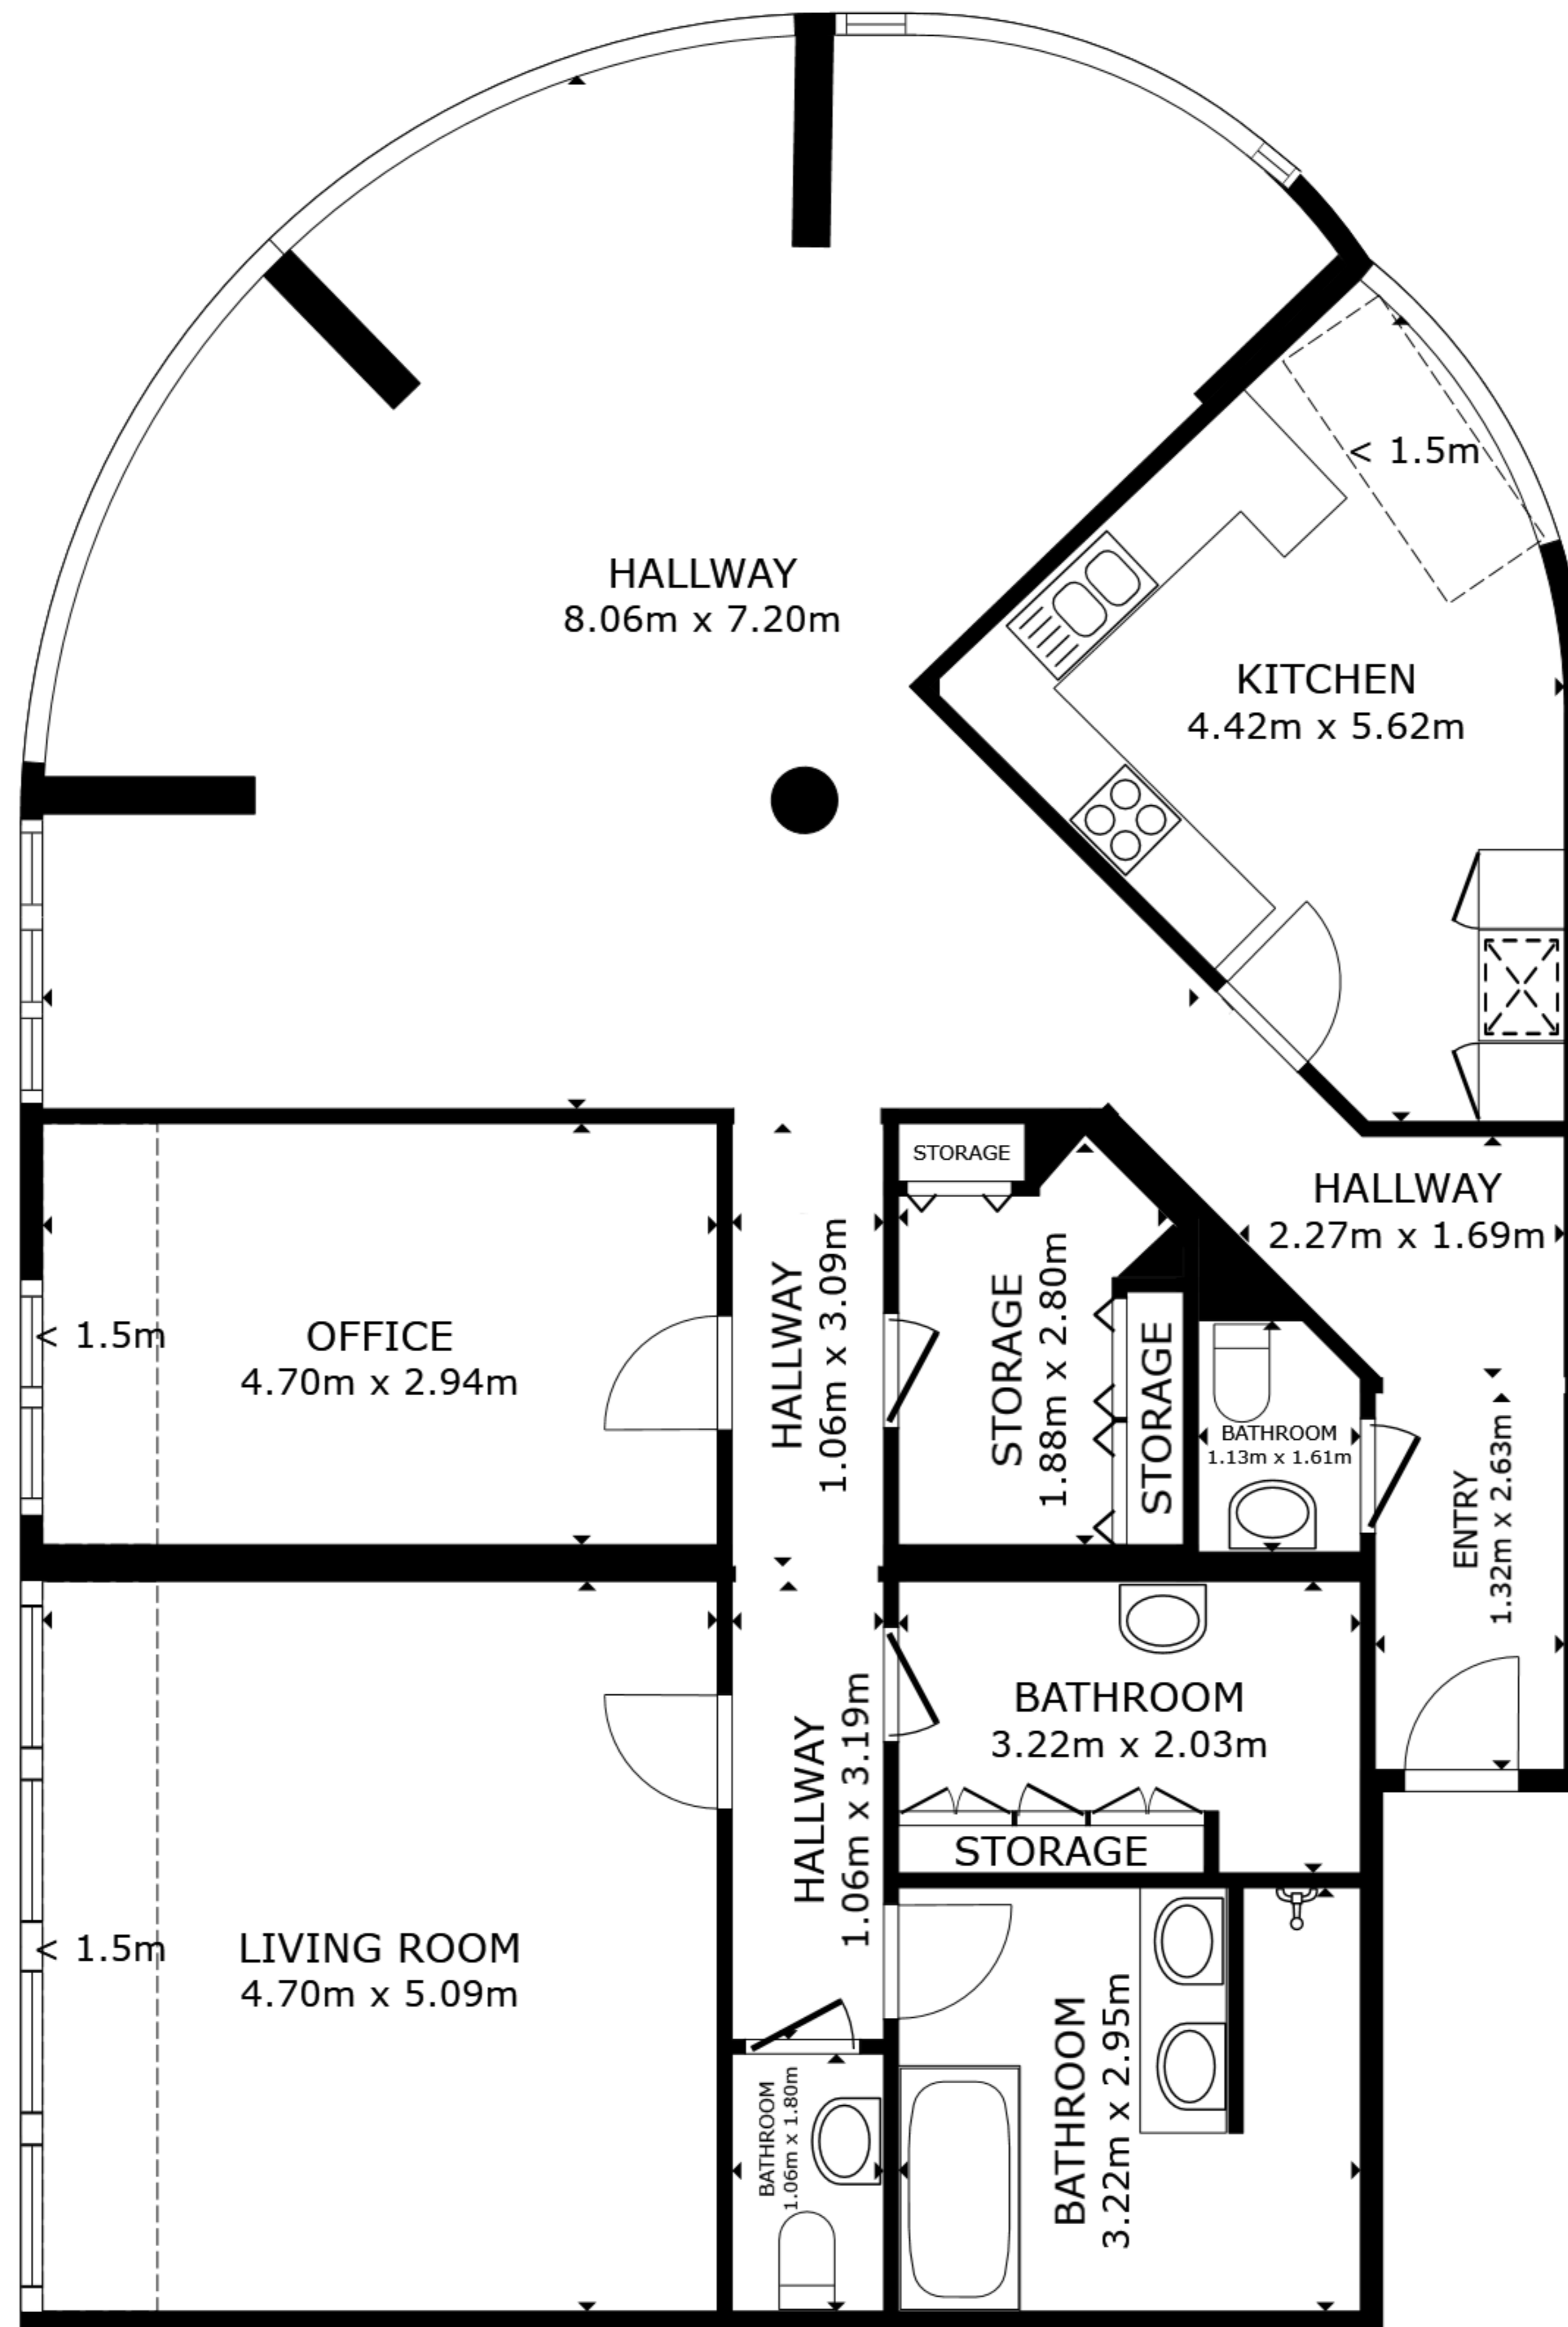 HALLWAY
8.06m x 7.20m
< 1.5m
KITCHEN
4.42m x 5.62m
STORAGE
HALLWAY
2.27m x 1.69m
< 1.5m
OFFICE
4.70m x 2.94m
HALLWAY
1.06m x 3.09m
STORAGE
1.88m x 2.80m
STORAGE
BATHROOM
1.13m x 1.61m
ENTRY
1.32m x 2.63m
BATHROOM
3.22m x 2.03m
HALLWAY
1.06m x 3.19m
STORAGE
< 1.5m
LIVING ROOM
4.70m x 5.09m
BATHROOM
1.06m x 1.80m
BATHROOM
3.22m x 2.95m